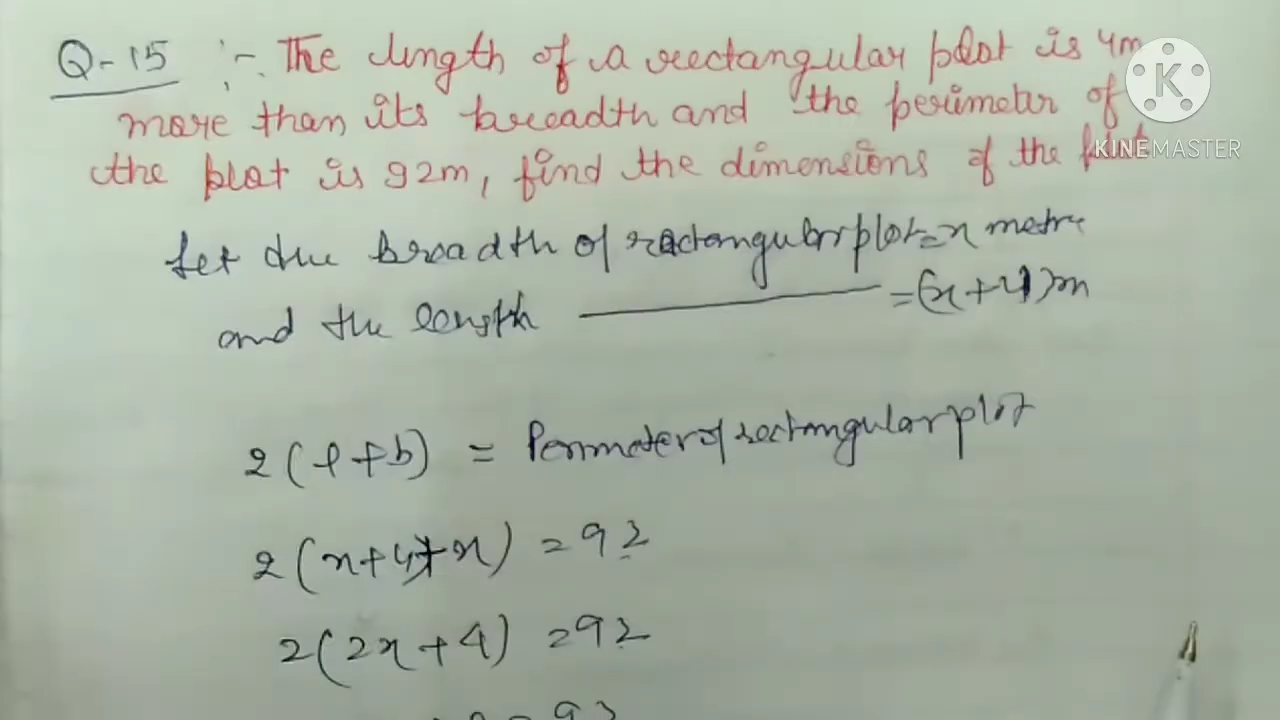 Q-15 :- The length of a rectangular plot is 4m
more than its breadth and the perimeter of
the plot is 92m, find the dimensions of the plot
K
KINEMASTER
Let the breadth of rectangular plot = x metre
and the length ———— = (x+4)m
2(l+b) = Perimeter of rectangular plot
2(x+4+x) = 92
2(2x+4) = 92
= 92